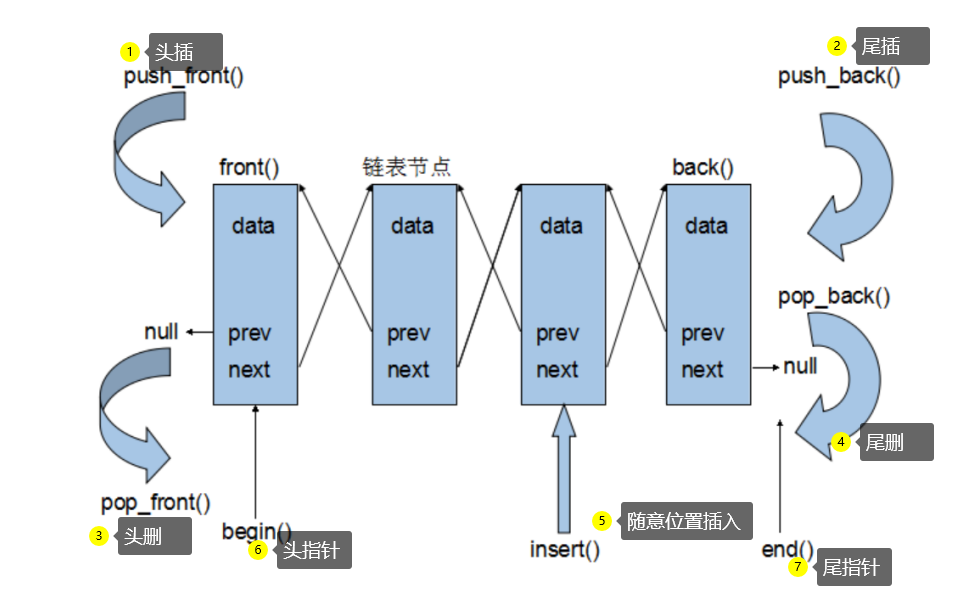 1 头插
push_front()
2 尾插
push_back()
front()
链表节点
back()
data data data data
pop_back()
null prev prev prev prev
next next next next null
4 尾删
pop_front()
3 头删
begin()
6 头指针
5 随意位置插入
insert()
end()
7 尾指针